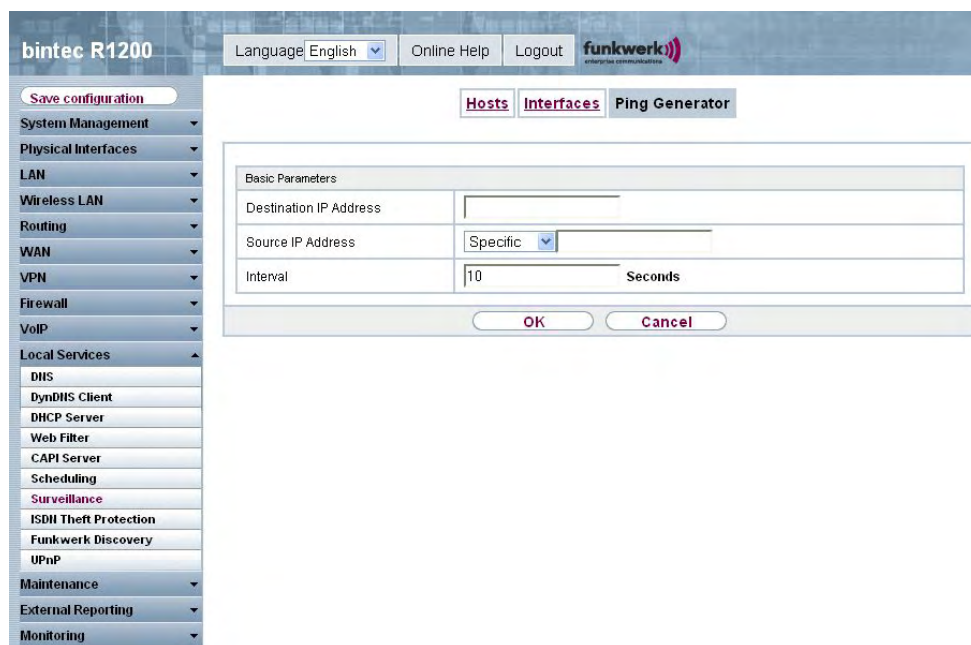 bintec R1200
Language English
Online Help
Logout
funkwerk
enterprise communications
Save configuration
System Management
Physical Interfaces
LAN
Wireless LAN
Routing
WAN
VPN
Firewall
VoIP
Local Services
DNS
DynDNS Client
DHCP Server
Web Filter
CAPI Server
Scheduling
Surveillance
ISDN Theft Protection
Funkwerk Discovery
UPnP
Maintenance
External Reporting
Monitoring
Hosts Interfaces Ping Generator
Basic Parameters
Destination IP Address
Source IP Address Specific
Interval 10 Seconds
OK Cancel